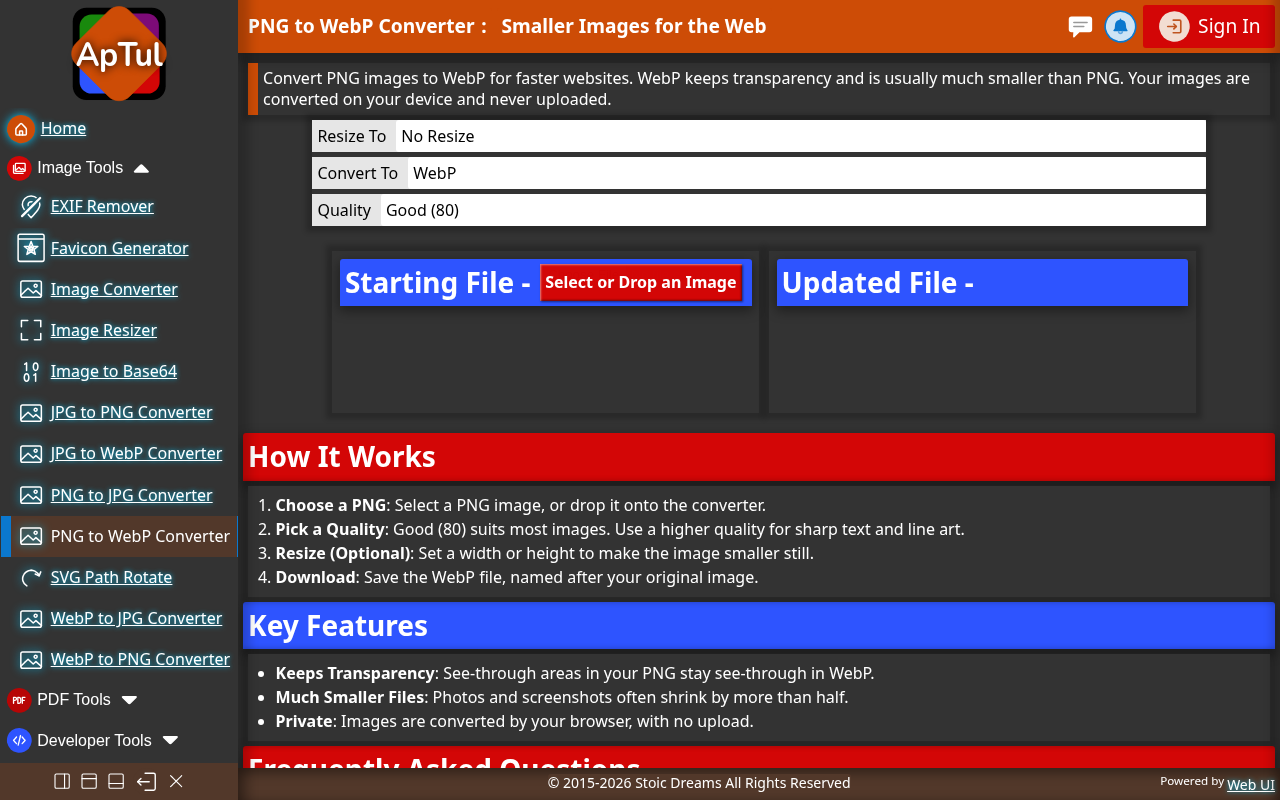 ApTul
Home
Image Tools
EXIF Remover
Favicon Generator
Image Converter
Image Resizer
Image to Base64
JPG to PNG Converter
JPG to WebP Converter
PNG to JPG Converter
PNG to WebP Converter
SVG Path Rotate
WebP to JPG Converter
WebP to PNG Converter
PDF PDF Tools
Developer Tools
PNG to WebP Converter : Smaller Images for the Web
Sign In
Convert PNG images to WebP for faster websites. WebP keeps transparency and is usually much smaller than PNG. Your images are
converted on your device and never uploaded.
Resize To No Resize
Convert To WebP
Quality Good (80)
Starting File - Select or Drop an Image
Updated File -
How It Works
1. Choose a PNG: Select a PNG image, or drop it onto the converter.
2. Pick a Quality: Good (80) suits most images. Use a higher quality for sharp text and line art.
3. Resize (Optional): Set a width or height to make the image smaller still.
4. Download: Save the WebP file, named after your original image.
Key Features
• Keeps Transparency: See-through areas in your PNG stay see-through in WebP.
• Much Smaller Files: Photos and screenshots often shrink by more than half.
• Private: Images are converted by your browser, with no upload.
Frequently Asked Questions
© 2015-2026 Stoic Dreams All Rights Reserved
Powered by Web UI